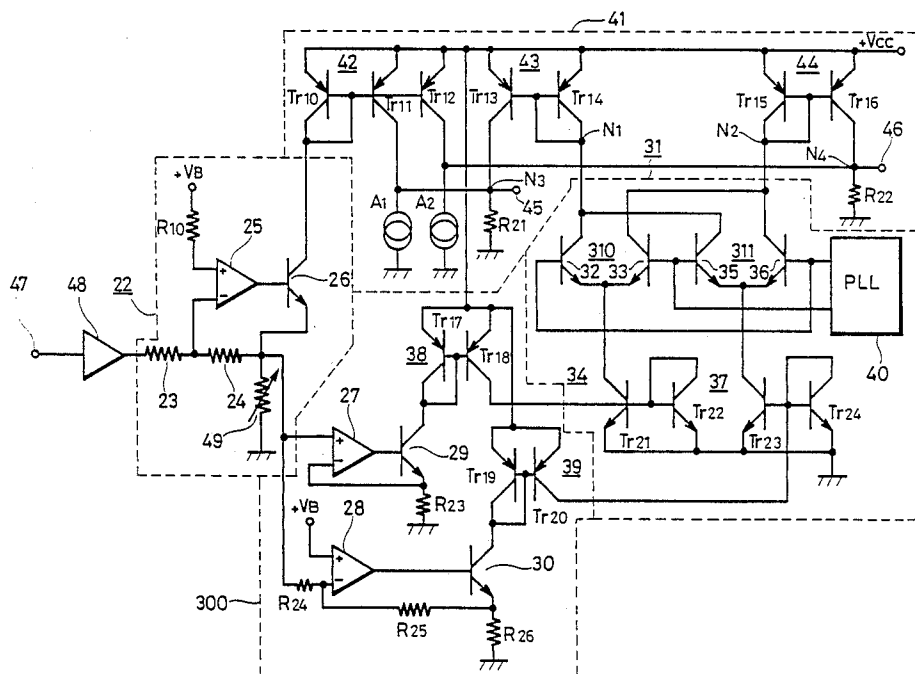 41
+VCC
42
43
44
Tr10
Tr11
Tr12
Tr13
Tr14
Tr15
Tr16
N1
N2
46
31
N4
+VB
N3
45
A1
A2
R21
R22
R10
25
310
311
26
32
33
35
36
PLL
22
47
48
Tr17
38
Tr18
40
23
24
34
37
49
27
29
Tr21
Tr22
Tr23
Tr24
39
Tr19
Tr20
R23
+VB
28
30
R24
300
R25
R26
+
-
+
-
+
-